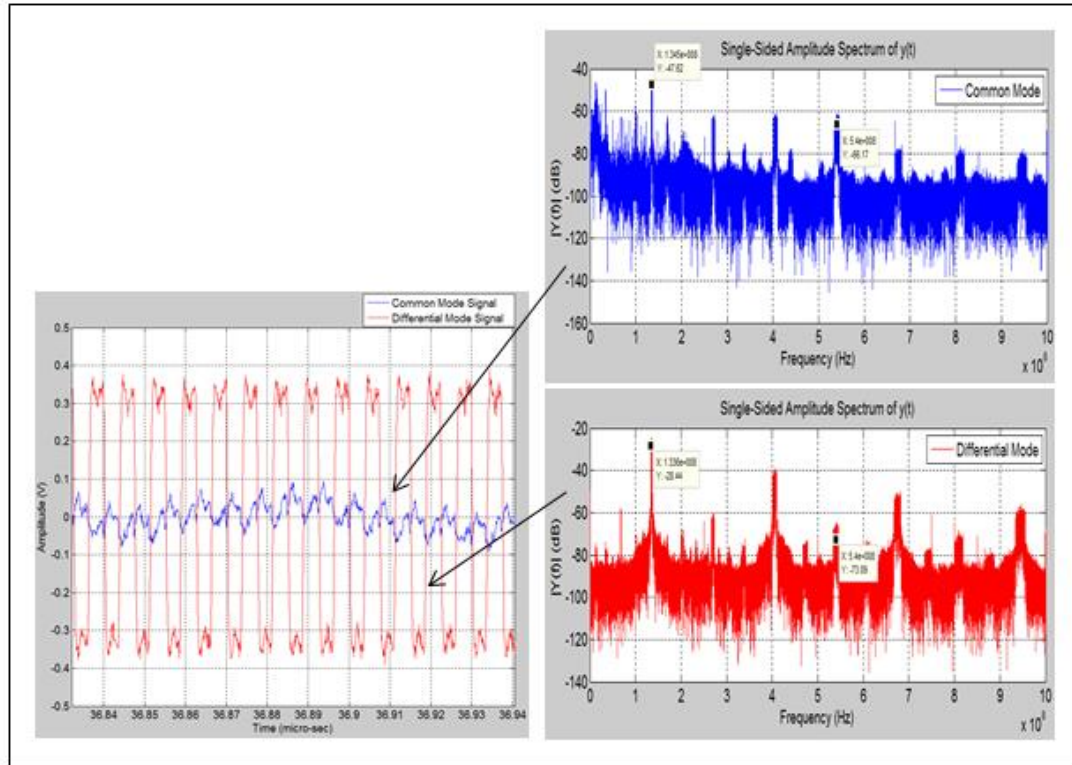 Single-Sided Amplitude Spectrum of y(t)
X: 1.345e+008
Y: -47.62
Common Mode
X: 5.4e+008
Y: -66.17
|Y(f)| (dB)
-40
-60
-80
-100
-120
-140
-160
0 1 2 3 4 5 6 7 8 9 10
Frequency (Hz)
x 10
Common Mode Signal
Differential Mode Signal
Amplitude (V)
0.5
0.4
0.3
0.2
0.1
0
-0.1
-0.2
-0.3
-0.4
-0.5
36.84 36.85 36.86 36.87 36.88 36.89 36.9 36.91 36.92 36.93 36.94
Time (micro-sec)
Single-Sided Amplitude Spectrum of y(t)
Differential Mode
X: 1.336e+008
Y: -28.44
X: 5.4e+008
Y: -73.09
|Y(f)| (dB)
-20
-40
-60
-80
-100
-120
-140
0 1 2 3 4 5 6 7 8 9 10
Frequency (Hz)
x 10